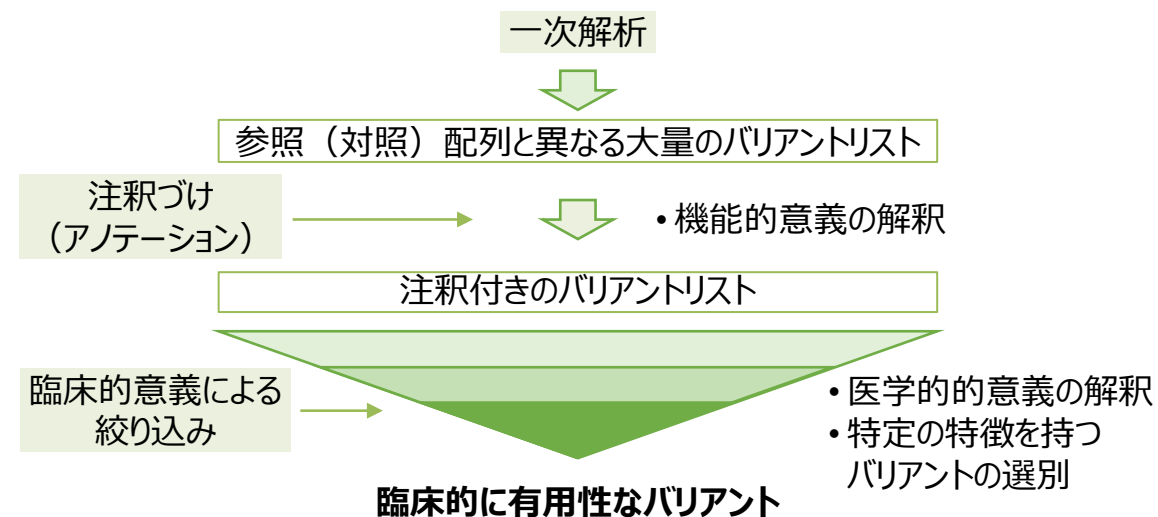 一次解析
参照（対照）配列と異なる大量のバリアントリスト
注釈づけ
（アノテーション）
• 機能的意義の解釈
注釈付きのバリアントリスト
臨床的意義による
絞り込み
• 医学的的意義の解釈
• 特定の特徴を持つ
バリアントの選別
臨床的に有用性なバリアント